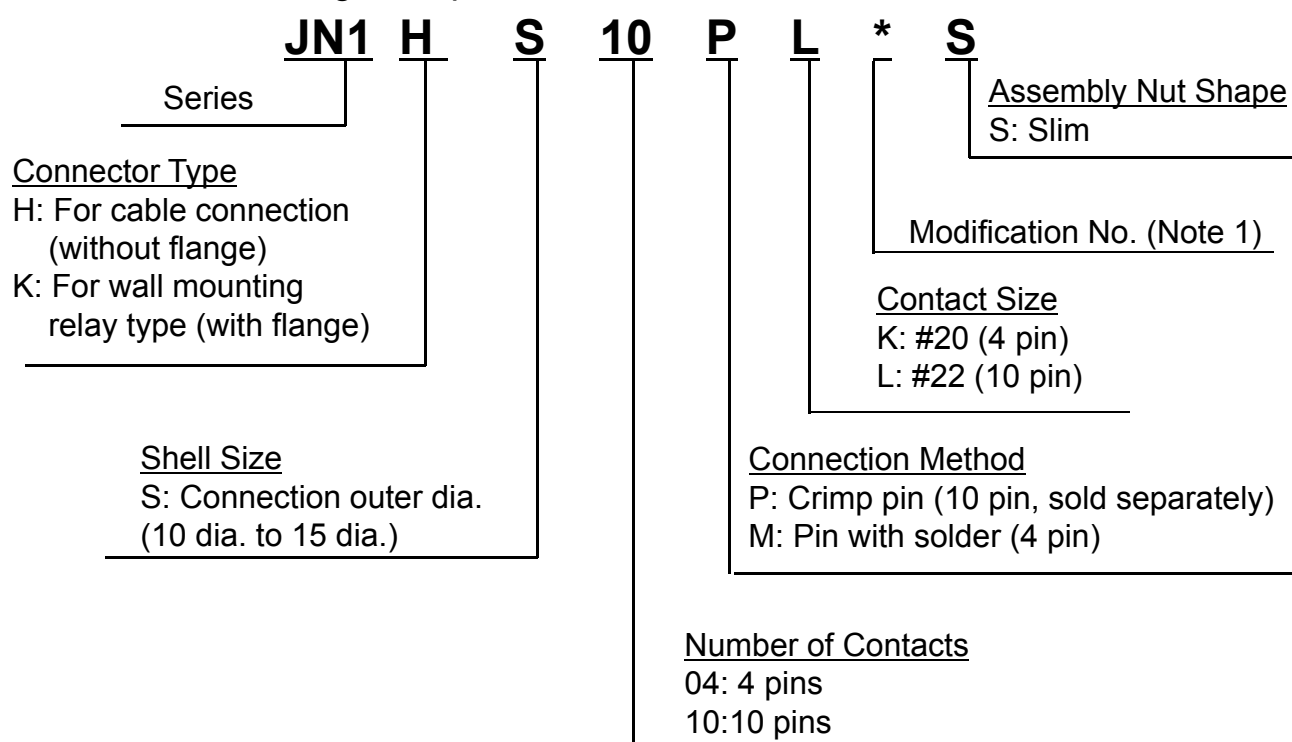 JN1 H S 10 P L * S
Series
Assembly Nut Shape
S: Slim
Connector Type
H: For cable connection
(without flange)
K: For wall mounting
relay type (with flange)
Modification No. (Note 1)
Contact Size
K: #20 (4 pin)
L: #22 (10 pin)
Shell Size
S: Connection outer dia.
(10 dia. to 15 dia.)
Connection Method
P: Crimp pin (10 pin, sold separately)
M: Pin with solder (4 pin)
Number of Contacts
04: 4 pins
10:10 pins